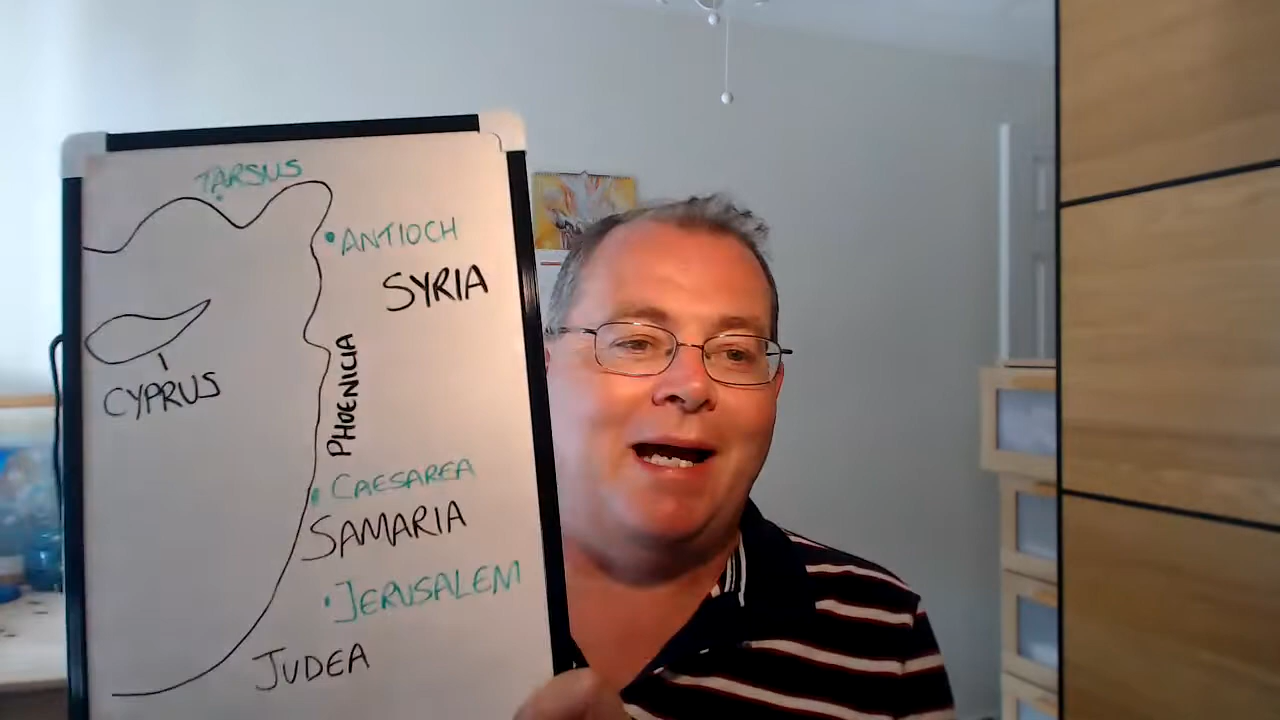 TARSUS
ANTIOCH
SYRIA
PHOENICIA
CYPRUS
CAESAREA
SAMARIA
JERUSALEM
JUDEA